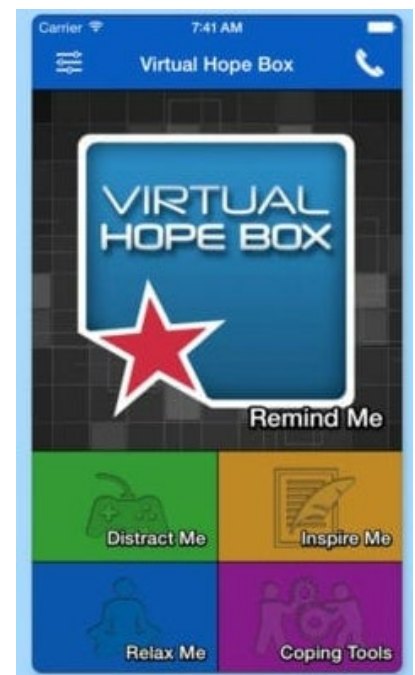 Carrier 7:41 AM
Virtual Hope Box
VIRTUAL
HOPE BOX
Remind Me
Distract Me
Inspire Me
Relax Me
Coping Tools